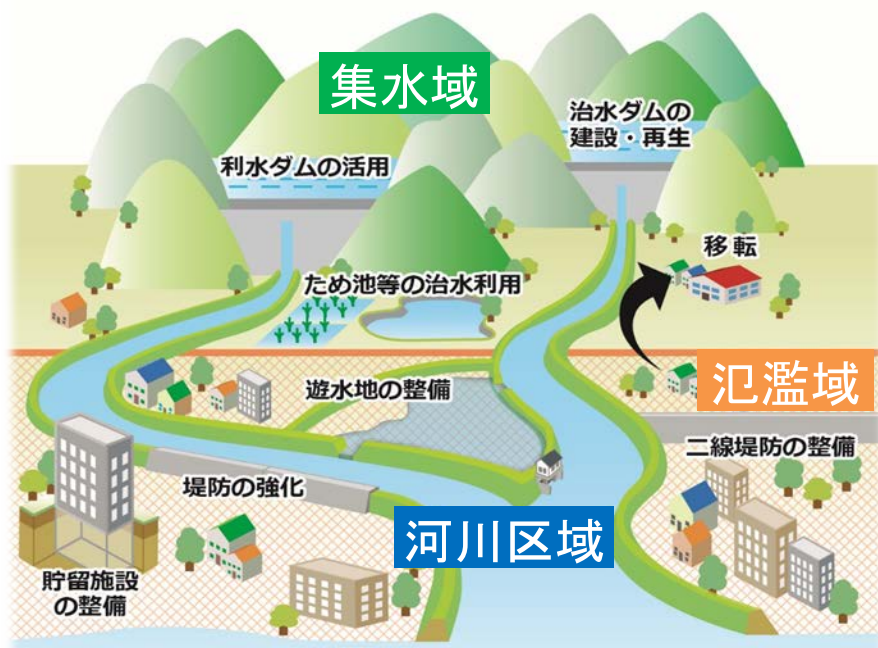 集水域
治水ダムの
建設・再生
利水ダムの活用
移転
ため池等の治水利用
氾濫域
遊水地の整備
二線堤防の整備
堤防の強化
河川区域
貯留施設
の整備